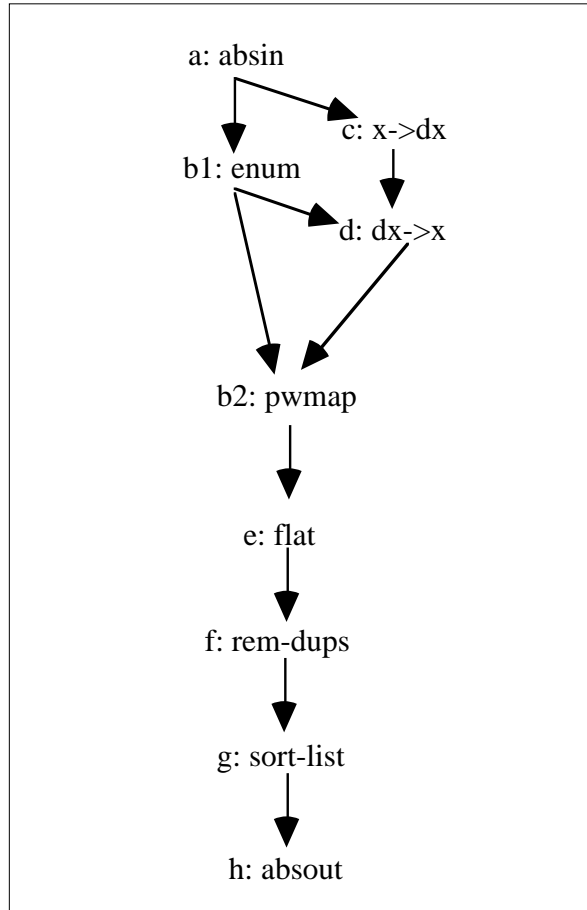 a: absin
c: x->dx
b1: enum
d: dx->x
b2: pwmap
e: flat
f: rem-dups
g: sort-list
h: absout